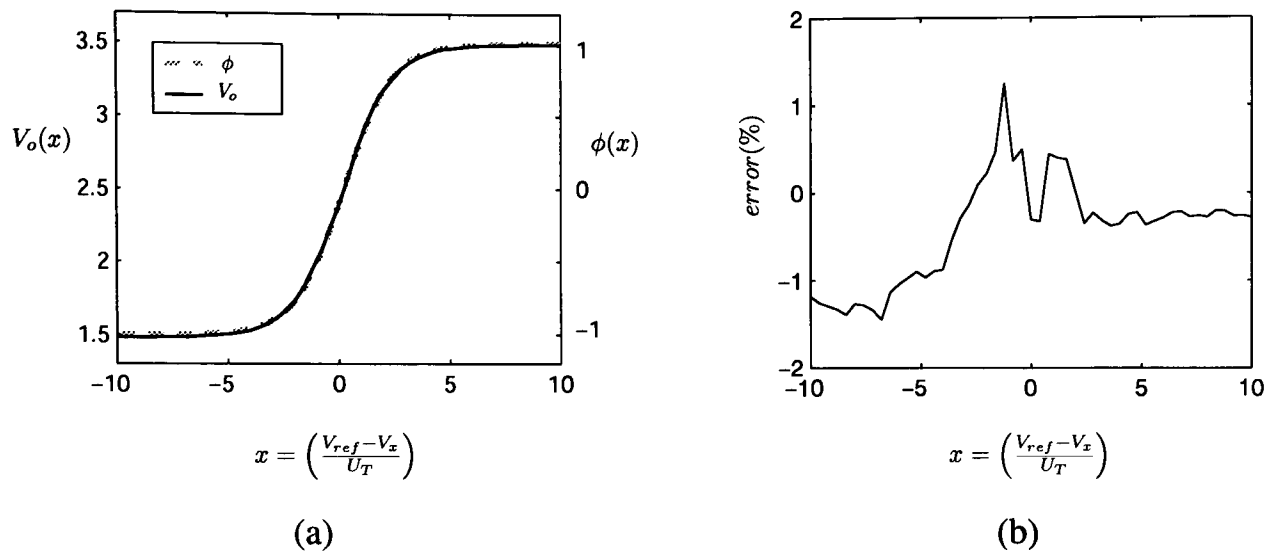 3.5
3
2.5
2
1.5
V_o(x)
ϕ
V_o
1
0
−1
ϕ(x)
−10 −5 0 5 10
x = ( (V_ref − V_x) / U_T )
(a)
2
1
0
−1
−2
error(%)
−10 −5 0 5 10
x = ( (V_ref − V_x) / U_T )
(b)